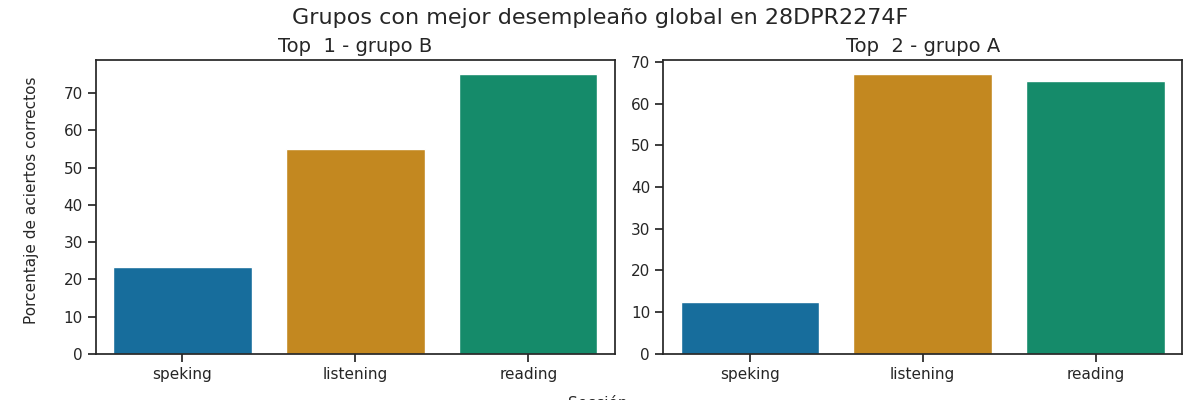 Grupos con mejor desempleaño global en 28DPR2274F
Top 1 - grupo B
Porcentaje de aciertos correctos
70
60
50
40
30
20
10
0
speking listening reading
Top 2 - grupo A
70
60
50
40
30
20
10
0
speking listening reading
Sección